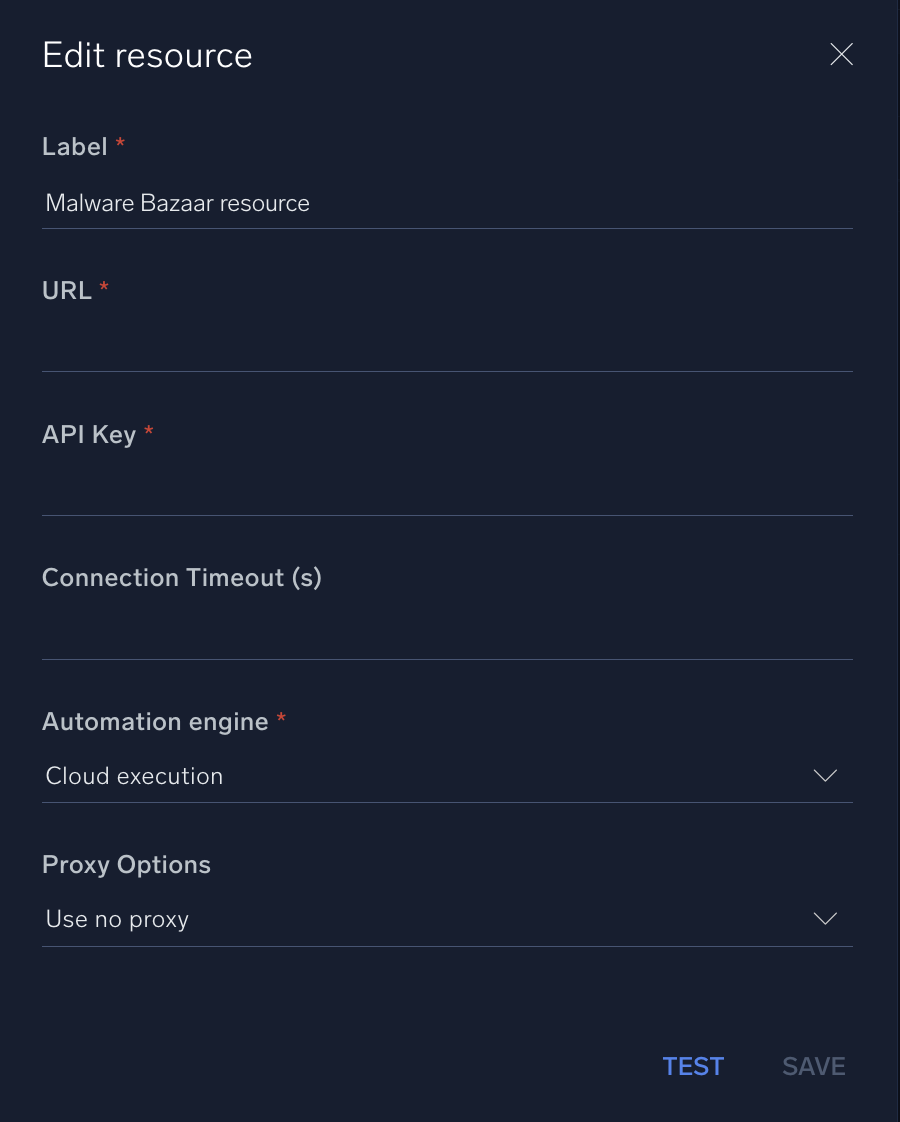 Edit resource
Label *
Malware Bazaar resource
URL *
API Key *
Connection Timeout (s)
Automation engine *
Cloud execution
Proxy Options
Use no proxy
TEST SAVE